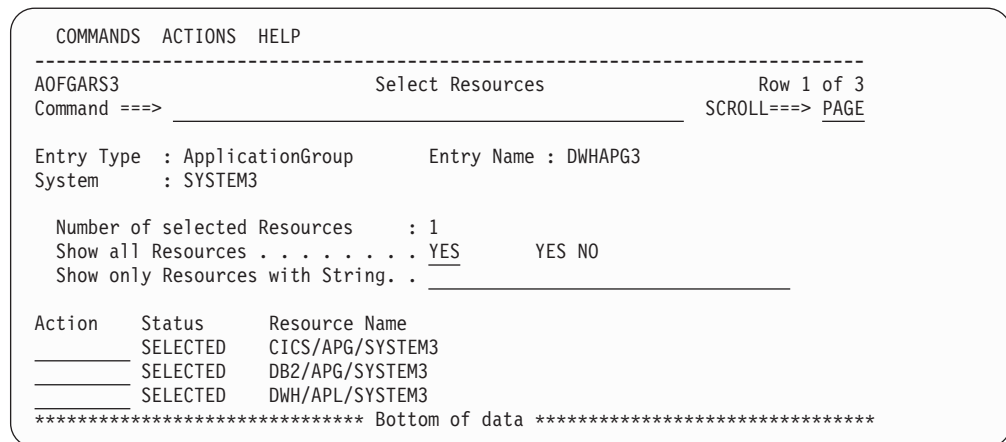 COMMANDS ACTIONS HELP
-------------------------------------------------------------------------------
AOFGARS3 Select Resources Row 1 of 3
Command ===> SCROLL===> PAGE
Entry Type : ApplicationGroup Entry Name : DWHAPG3
System : SYSTEM3
Number of selected Resources : 1
Show all Resources . . . . . . . . YES YES NO
Show only Resources with String. .
Action Status Resource Name
SELECTED CICS/APG/SYSTEM3
SELECTED DB2/APG/SYSTEM3
SELECTED DWH/APL/SYSTEM3
******************************* Bottom of data ********************************